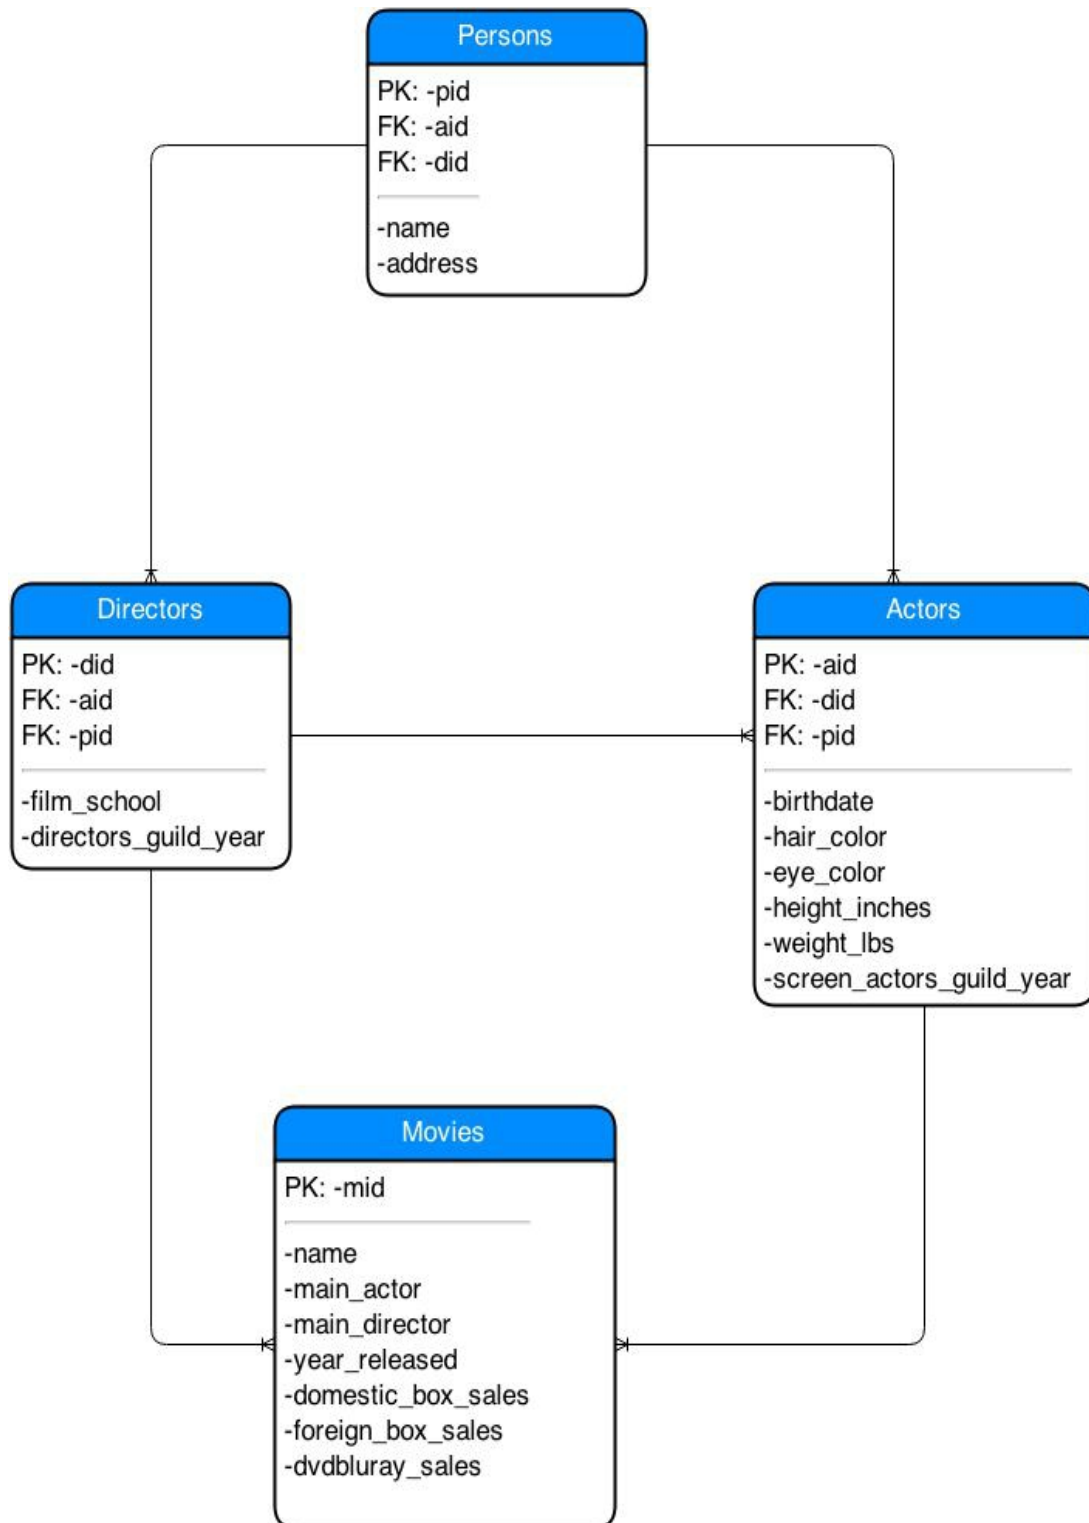 Persons
PK: -pid
FK: -aid
FK: -did
-name
-address
Directors
PK: -did
FK: -aid
FK: -pid
-film_school
-directors_guild_year
Actors
PK: -aid
FK: -did
FK: -pid
-birthdate
-hair_color
-eye_color
-height_inches
-weight_lbs
-screen_actors_guild_year
Movies
PK: -mid
-name
-main_actor
-main_director
-year_released
-domestic_box_sales
-foreign_box_sales
-dvdbluray_sales